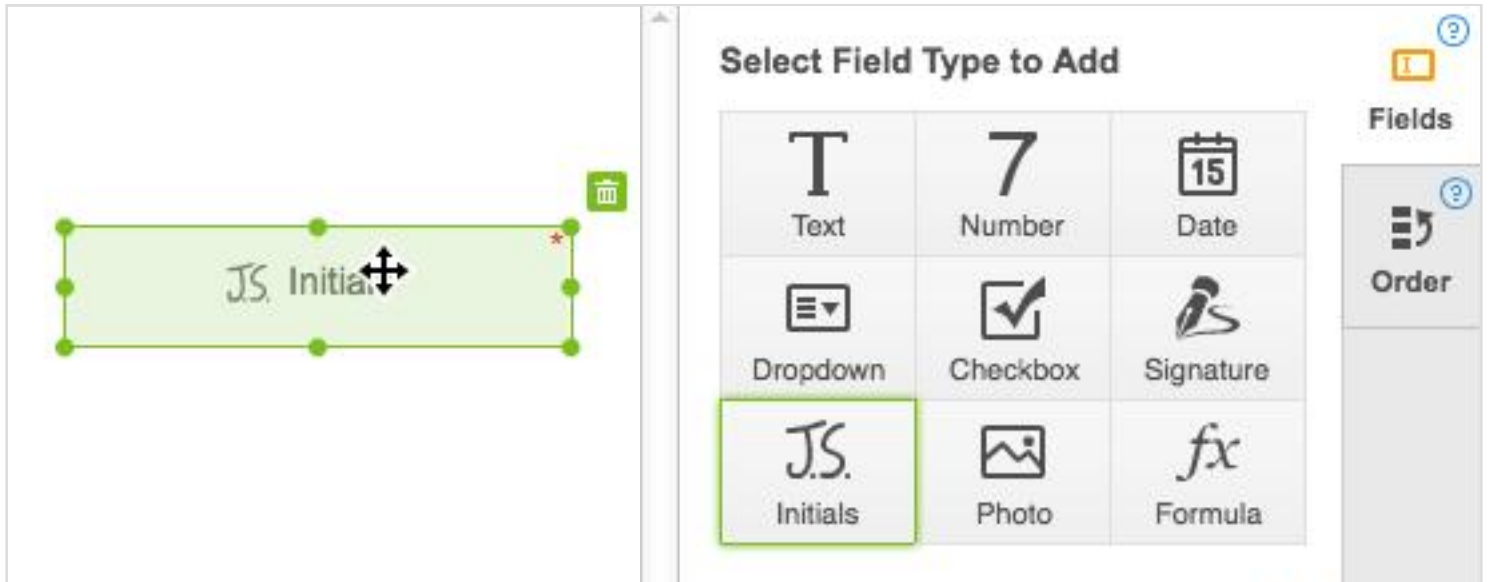 J.S. Initials
*
Select Field Type to Add
T
Text
7
Number
15
Date
Dropdown
Checkbox
Signature
J.S.
Initials
Photo
fx
Formula
?
I
Fields
?
Order